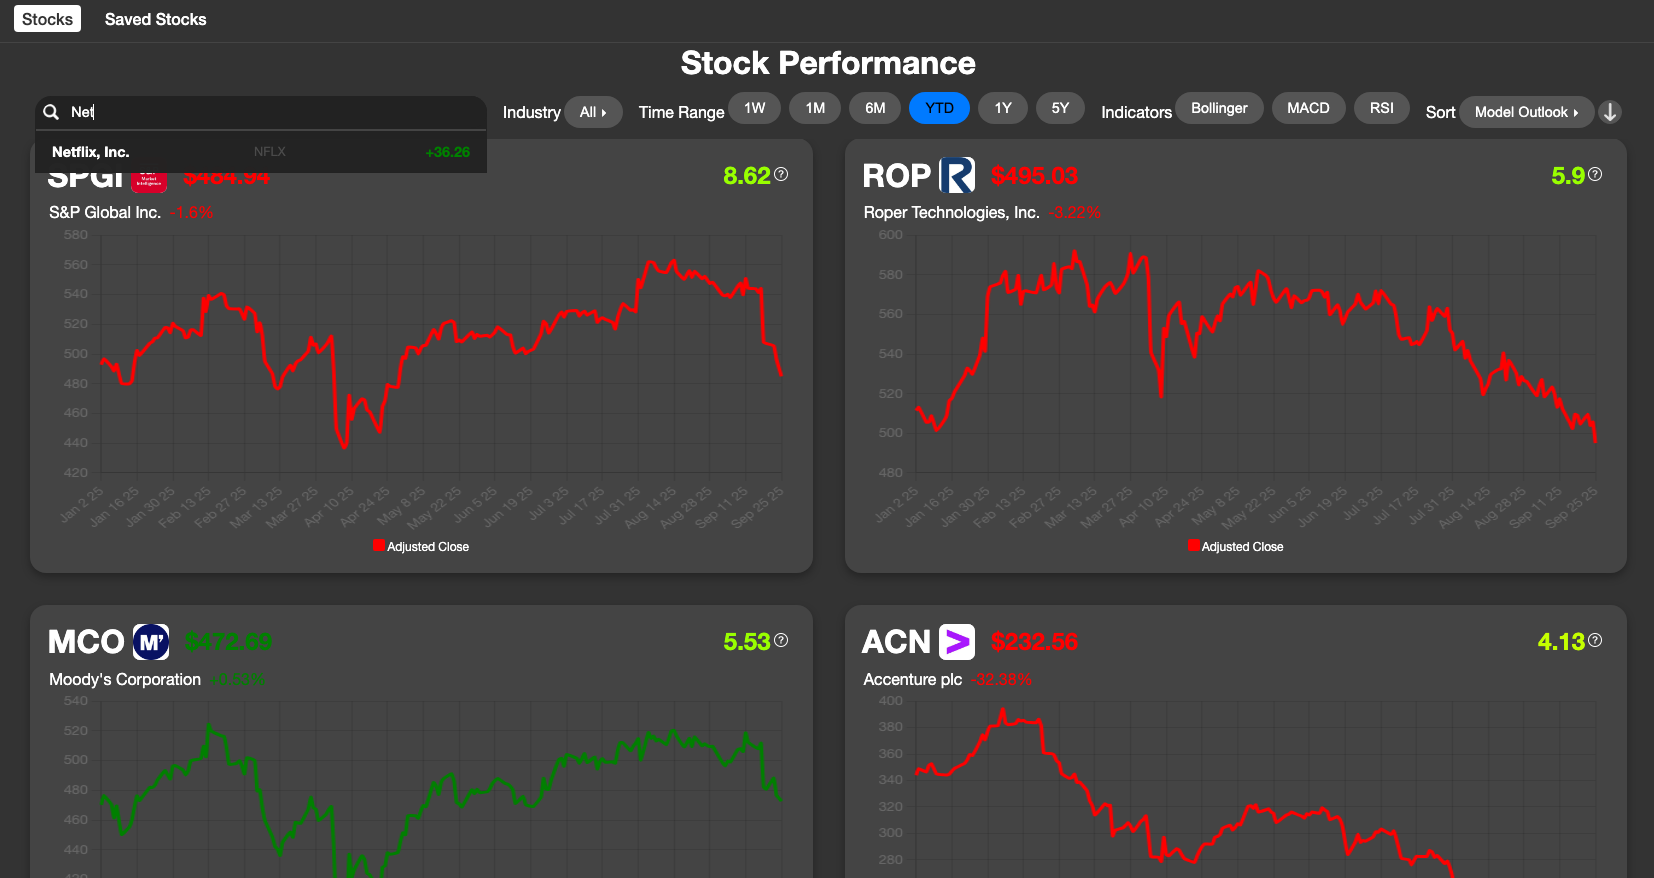 Stocks Saved Stocks
Stock Performance
Net
Industry All Time Range 1W 1M 6M YTD 1Y 5Y Indicators Bollinger MACD RSI Sort Model Outlook
Netflix, Inc. NFLX +36.26
SPGI Market Intelligence $484.94 8.62 ?
S&P Global Inc. -1.6%
580
560
540
520
500
480
460
440
420
Jan 2, 25 Jan 16, 25 Jan 30, 25 Feb 13, 25 Feb 27, 25 Mar 13, 25 Mar 27, 25 Apr 10, 25 Apr 24, 25 May 8, 25 May 22, 25 Jun 5, 25 Jun 19, 25 Jul 3, 25 Jul 17, 25 Jul 31, 25 Aug 14, 25 Aug 28, 25 Sep 11, 25 Sep 25, 25
Adjusted Close
ROP R $495.03 5.9 ?
Roper Technologies, Inc. -3.22%
600
580
560
540
520
500
480
Jan 2, 25 Jan 16, 25 Jan 30, 25 Feb 13, 25 Feb 27, 25 Mar 13, 25 Mar 27, 25 Apr 10, 25 Apr 24, 25 May 8, 25 May 22, 25 Jun 5, 25 Jun 19, 25 Jul 3, 25 Jul 17, 25 Jul 31, 25 Aug 14, 25 Aug 28, 25 Sep 11, 25 Sep 25, 25
Adjusted Close
MCO M' $472.69 5.53 ?
Moody's Corporation +0.53%
540
520
500
480
460
440
420
ACN > $232.56 4.13 ?
Accenture plc -32.38%
400
380
360
340
320
300
280